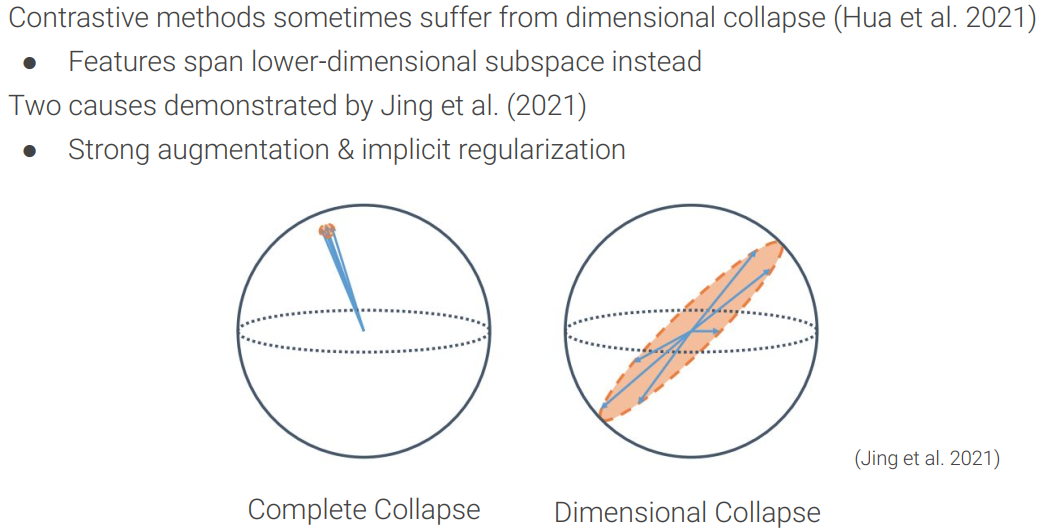 Contrastive methods sometimes suffer from dimensional collapse (Hua et al. 2021)
● Features span lower-dimensional subspace instead
Two causes demonstrated by Jing et al. (2021)
● Strong augmentation & implicit regularization
(Jing et al. 2021)
Complete Collapse
Dimensional Collapse